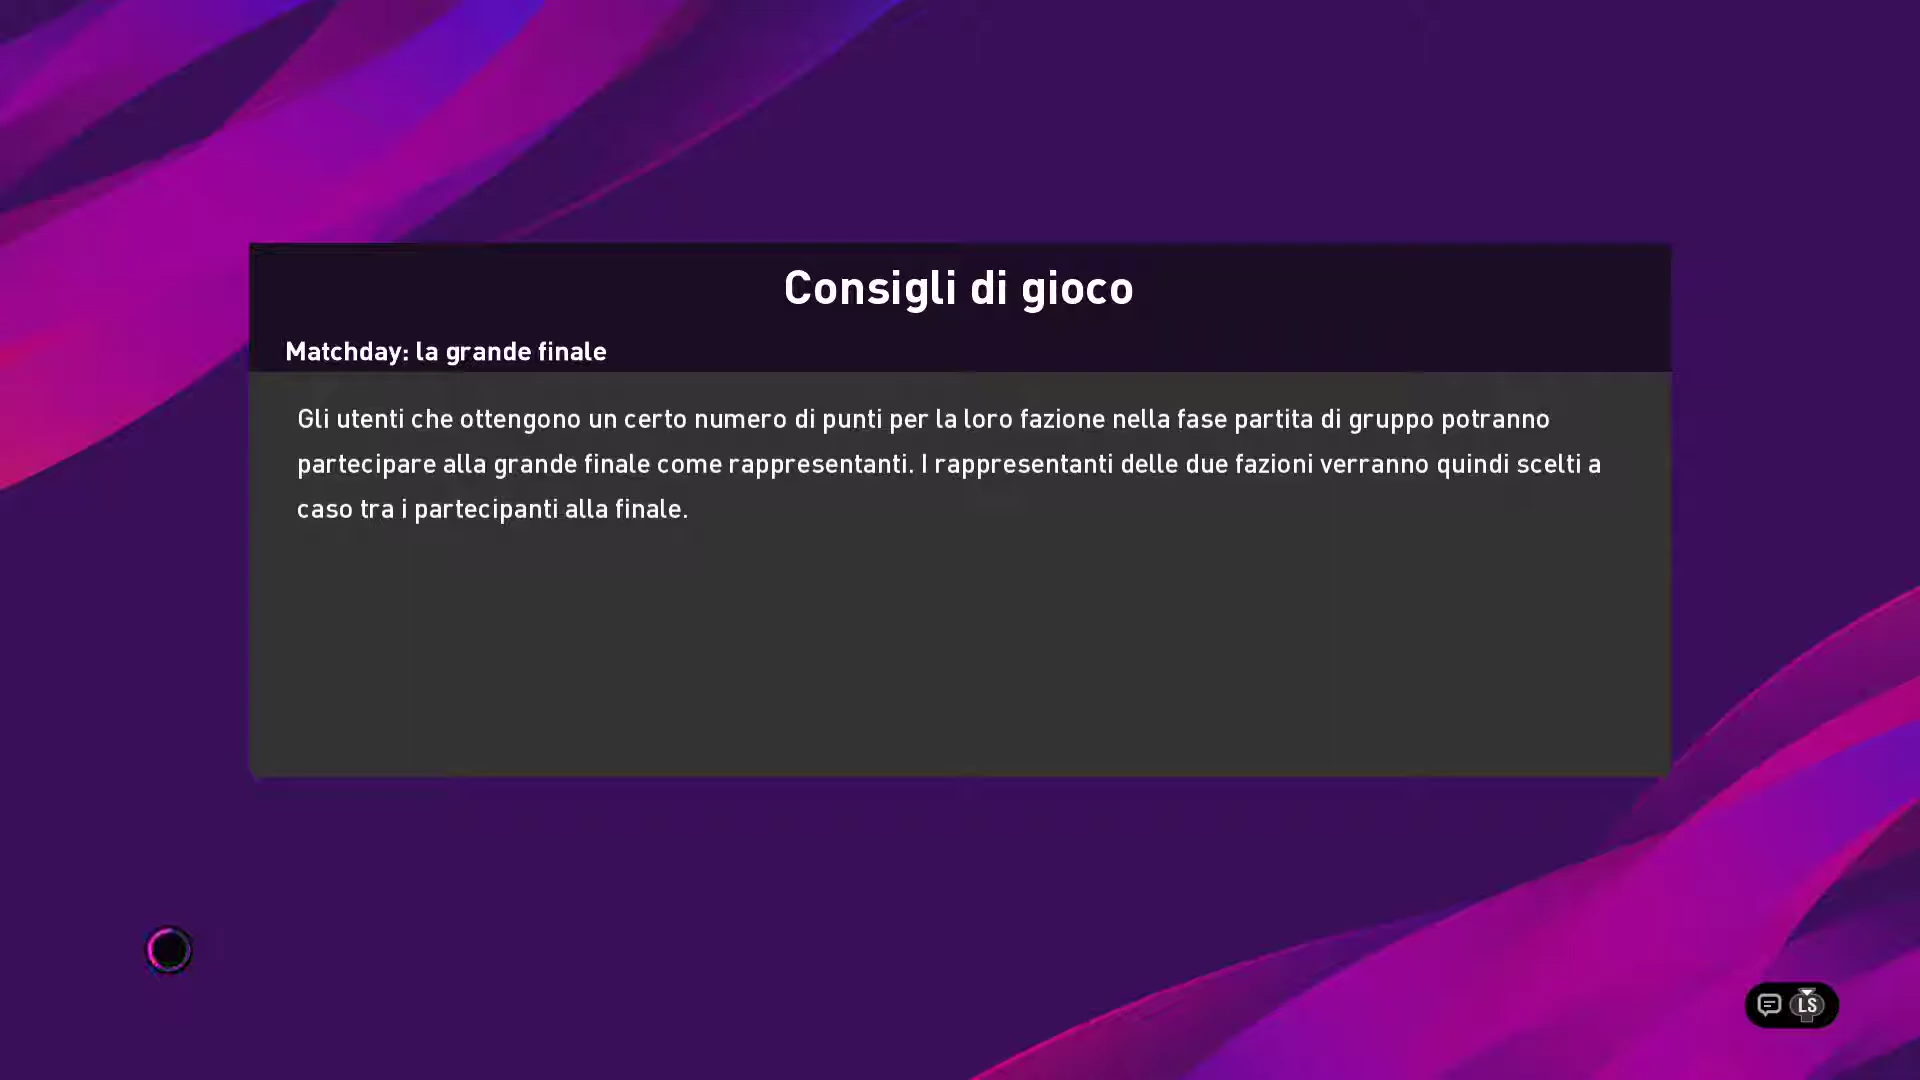 Consigli di gioco
Matchday: la grande finale
Gli utenti che ottengono un certo numero di punti per la loro fazione nella fase partita di gruppo potranno
partecipare alla grande finale come rappresentanti. I rappresentanti delle due fazioni verranno quindi scelti a
caso tra i partecipanti alla finale.
LS